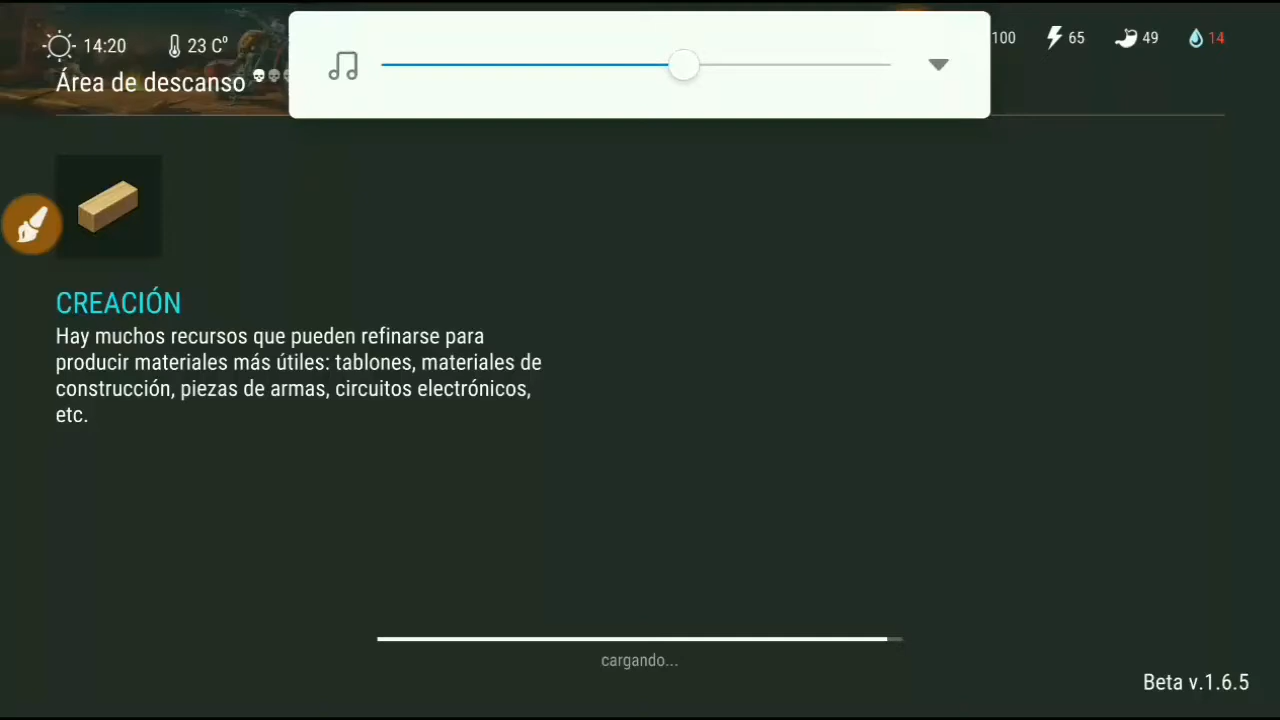 14:20 23 Cº 100 65 49 14
Área de descanso
CREACIÓN
Hay muchos recursos que pueden refinarse para
producir materiales más útiles: tablones, materiales de
construcción, piezas de armas, circuitos electrónicos,
etc.
cargando...
Beta v.1.6.5